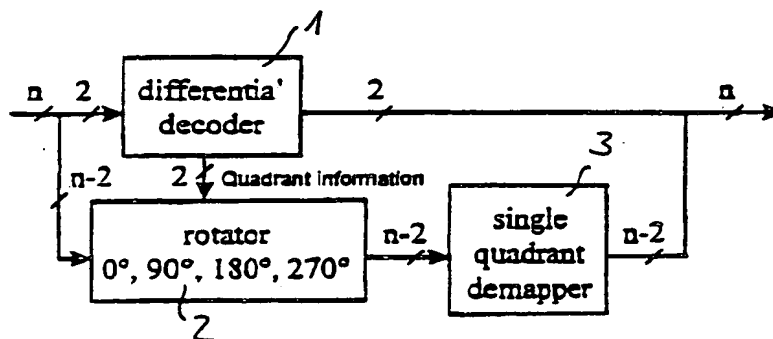 1
n
2
differentia'
decoder
2
n
n-2
2
Quadrant information
3
rotator
0°, 90°, 180°, 270°
2
n-2
single
quadrant
demapper
n-2